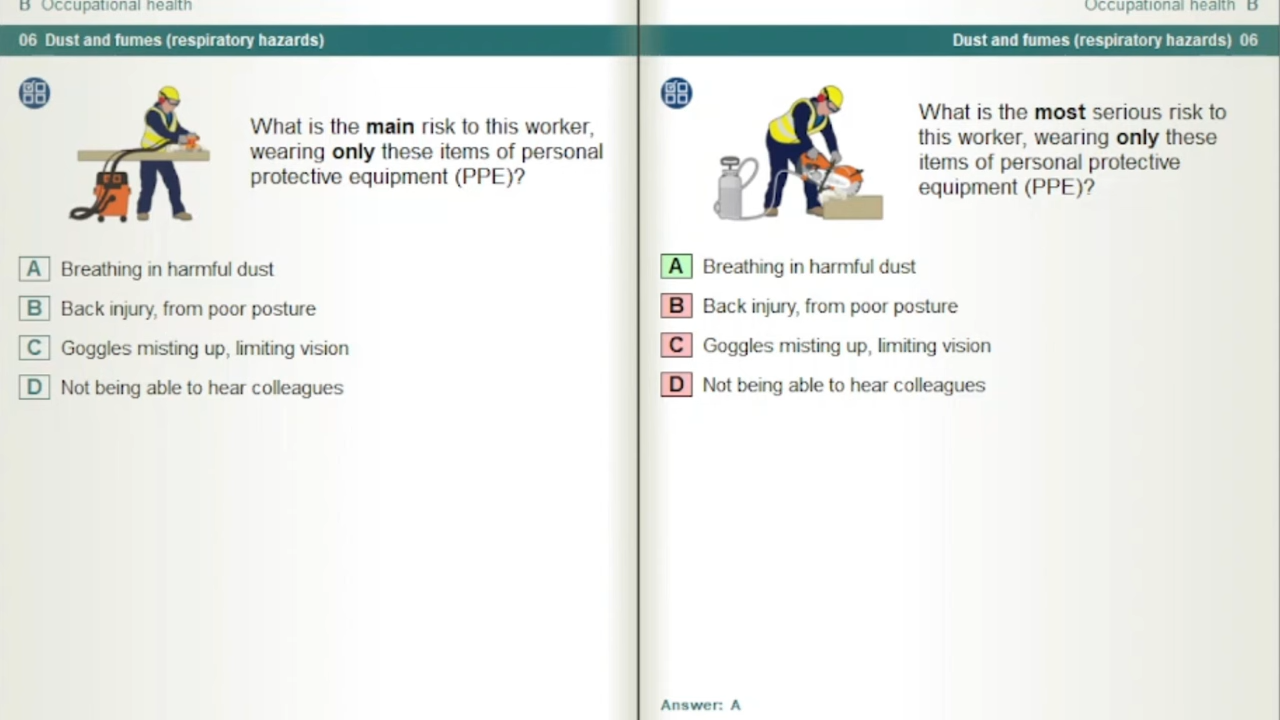 B Occupational health
06 Dust and fumes (respiratory hazards)
What is the main risk to this worker,
wearing only these items of personal
protective equipment (PPE)?
A Breathing in harmful dust
B Back injury, from poor posture
C Goggles misting up, limiting vision
D Not being able to hear colleagues
Occupational health B
Dust and fumes (respiratory hazards) 06
What is the most serious risk to
this worker, wearing only these
items of personal protective
equipment (PPE)?
A Breathing in harmful dust
B Back injury, from poor posture
C Goggles misting up, limiting vision
D Not being able to hear colleagues
Answer: A